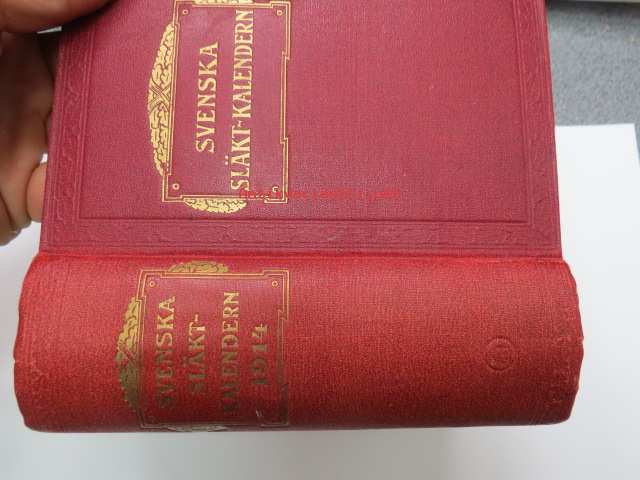 SVENSKA
SLÄKT-KALENDERN
SVENSKA
SLÄKT-
KALENDERN
1914